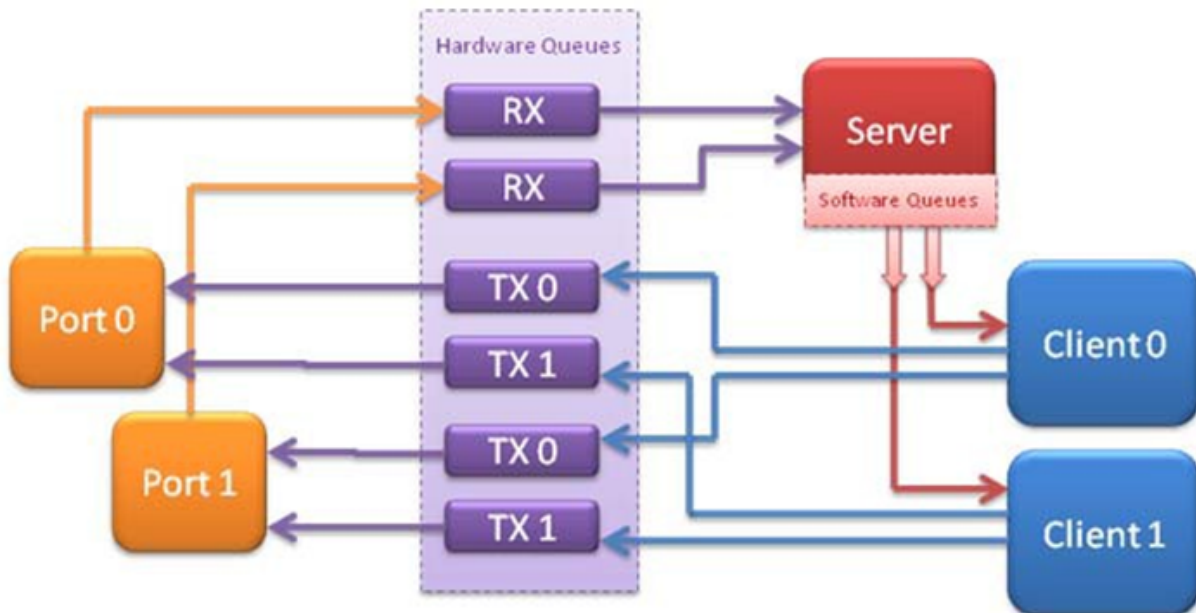 Hardware Queues
RX
Server
RX
Software Queues
Port 0
TX 0
Client 0
TX 1
Port 1
TX 0
TX 1
Client 1